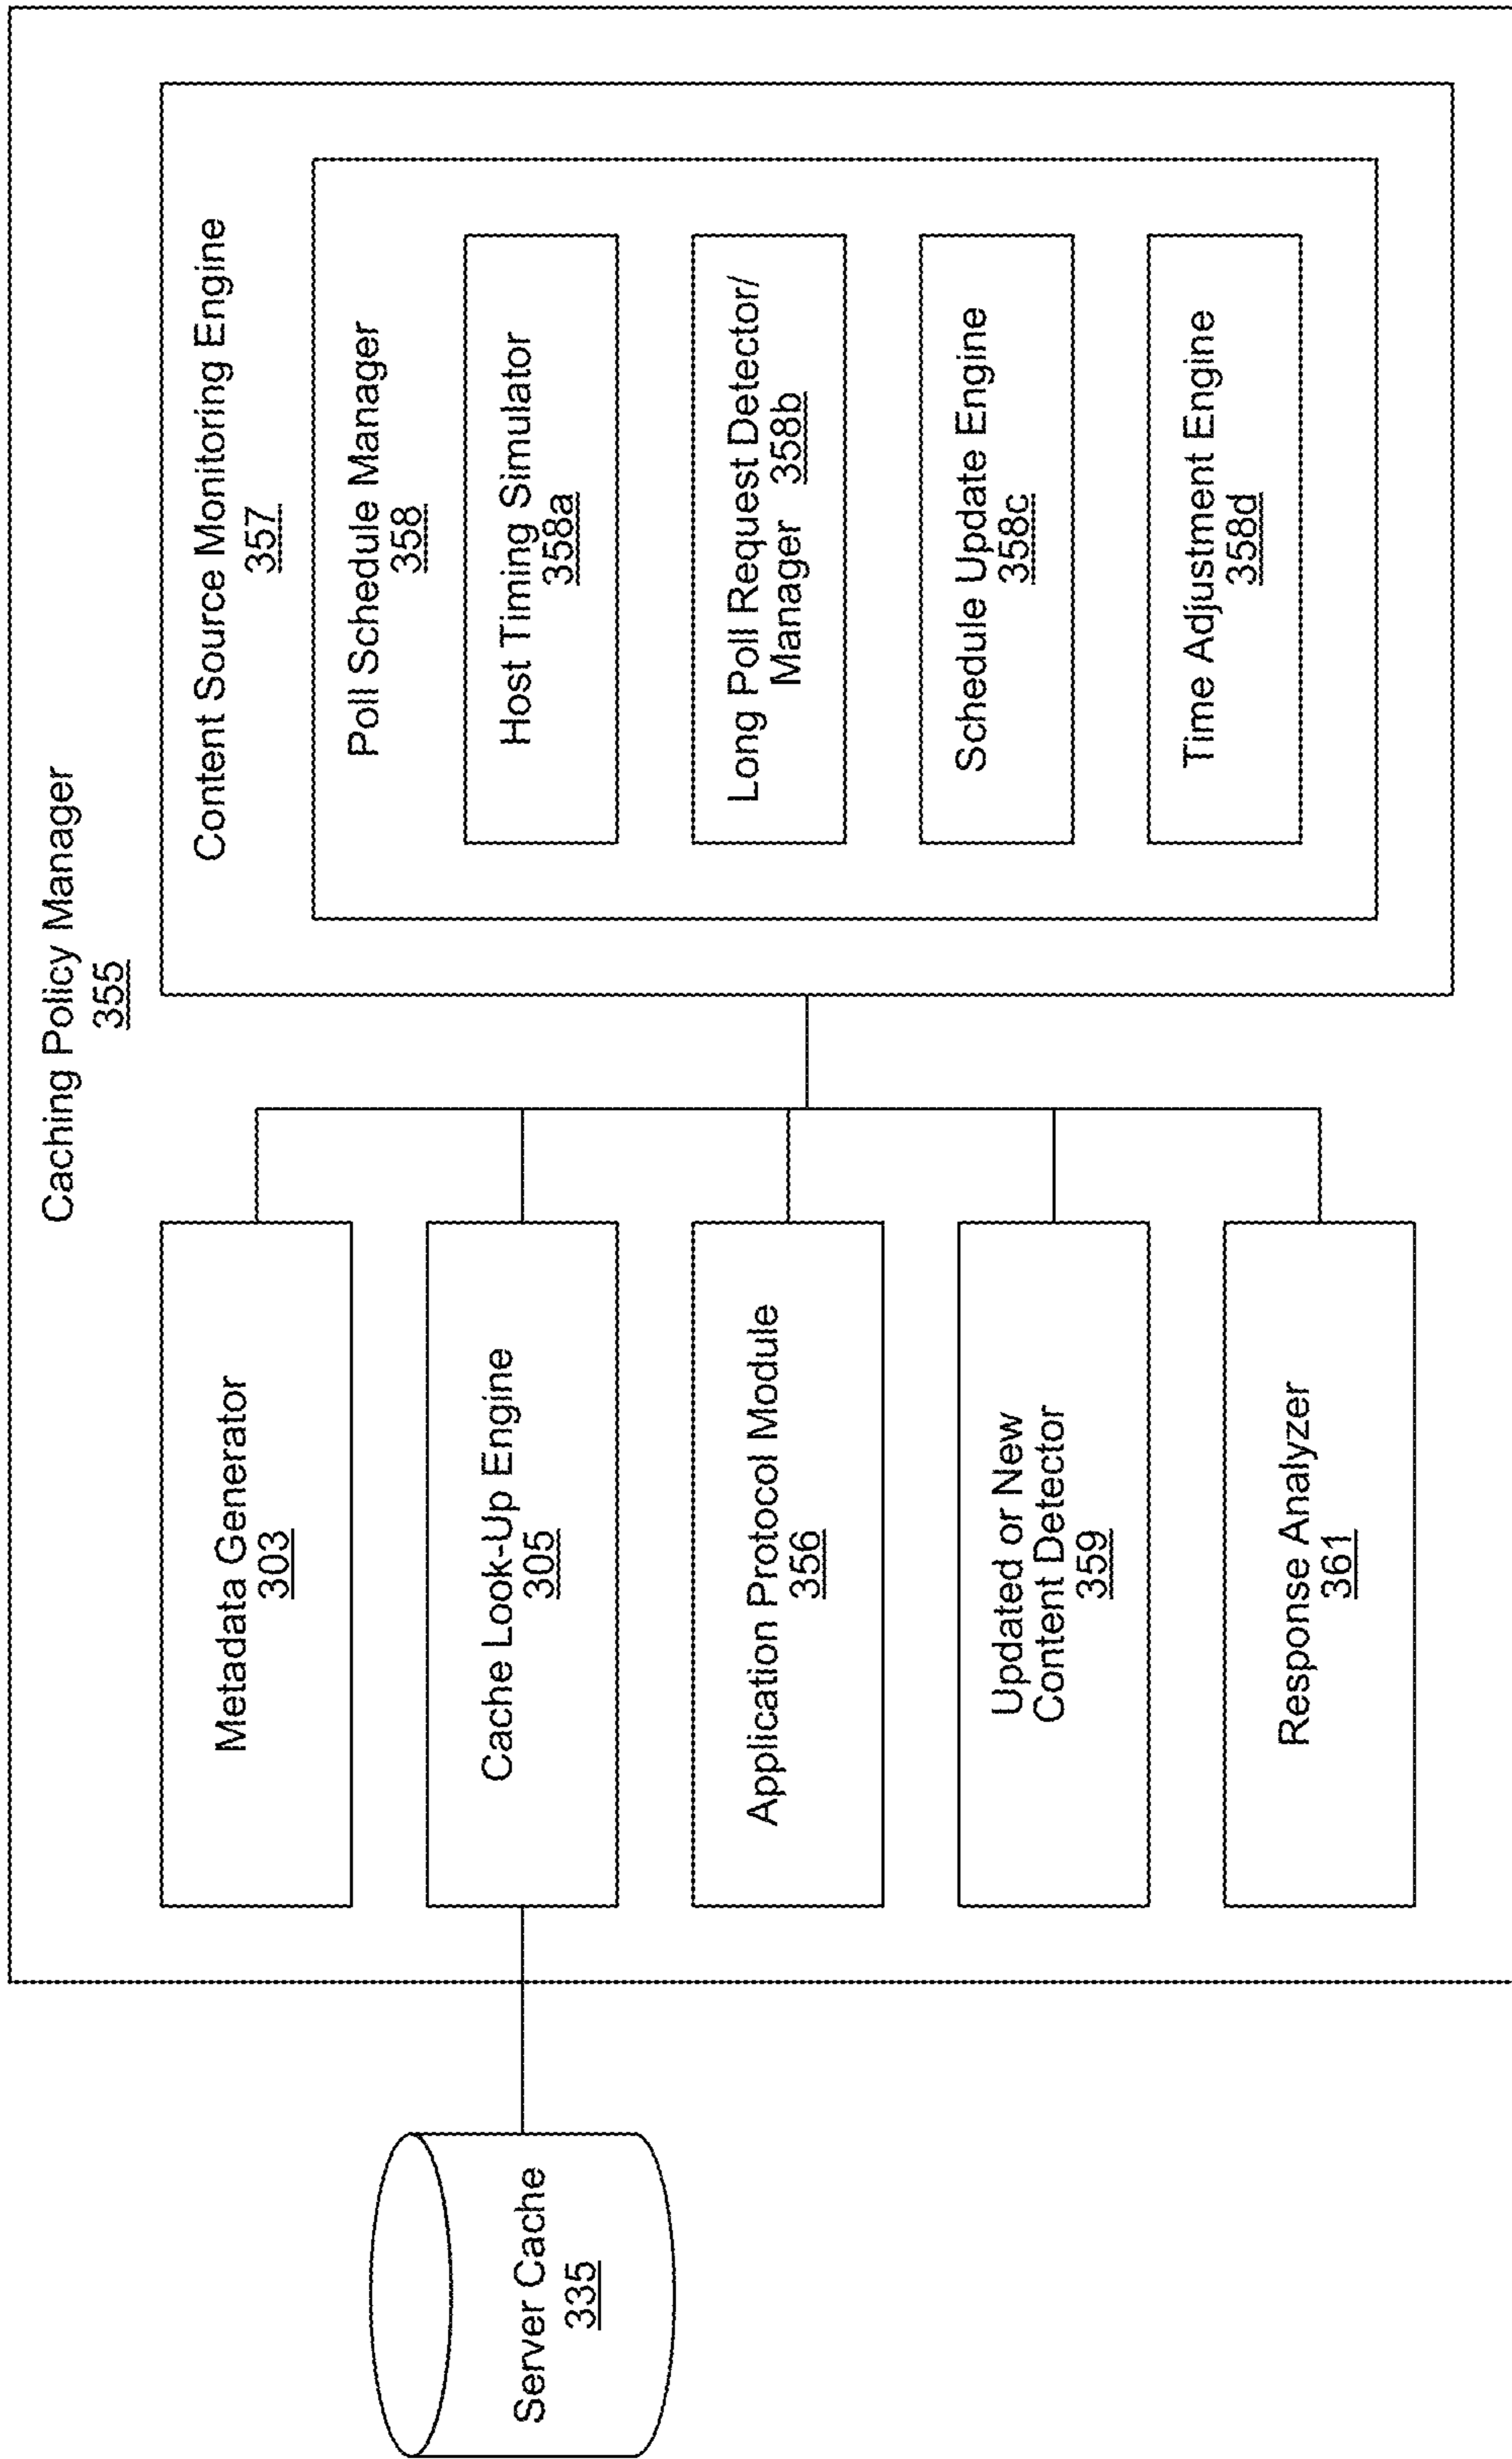 Caching Policy Manager
355
Server Cache
335
Metadata Generator
303
Cache Look-Up Engine
305
Application Protocol Module
356
Updated or New
Content Detector
359
Response Analyzer
361
Content Source Monitoring Engine
357
Poll Schedule Manager
358
Host Timing Simulator
358a
Long Poll Request Detector/
Manager 358b
Schedule Update Engine
358c
Time Adjustment Engine
358d